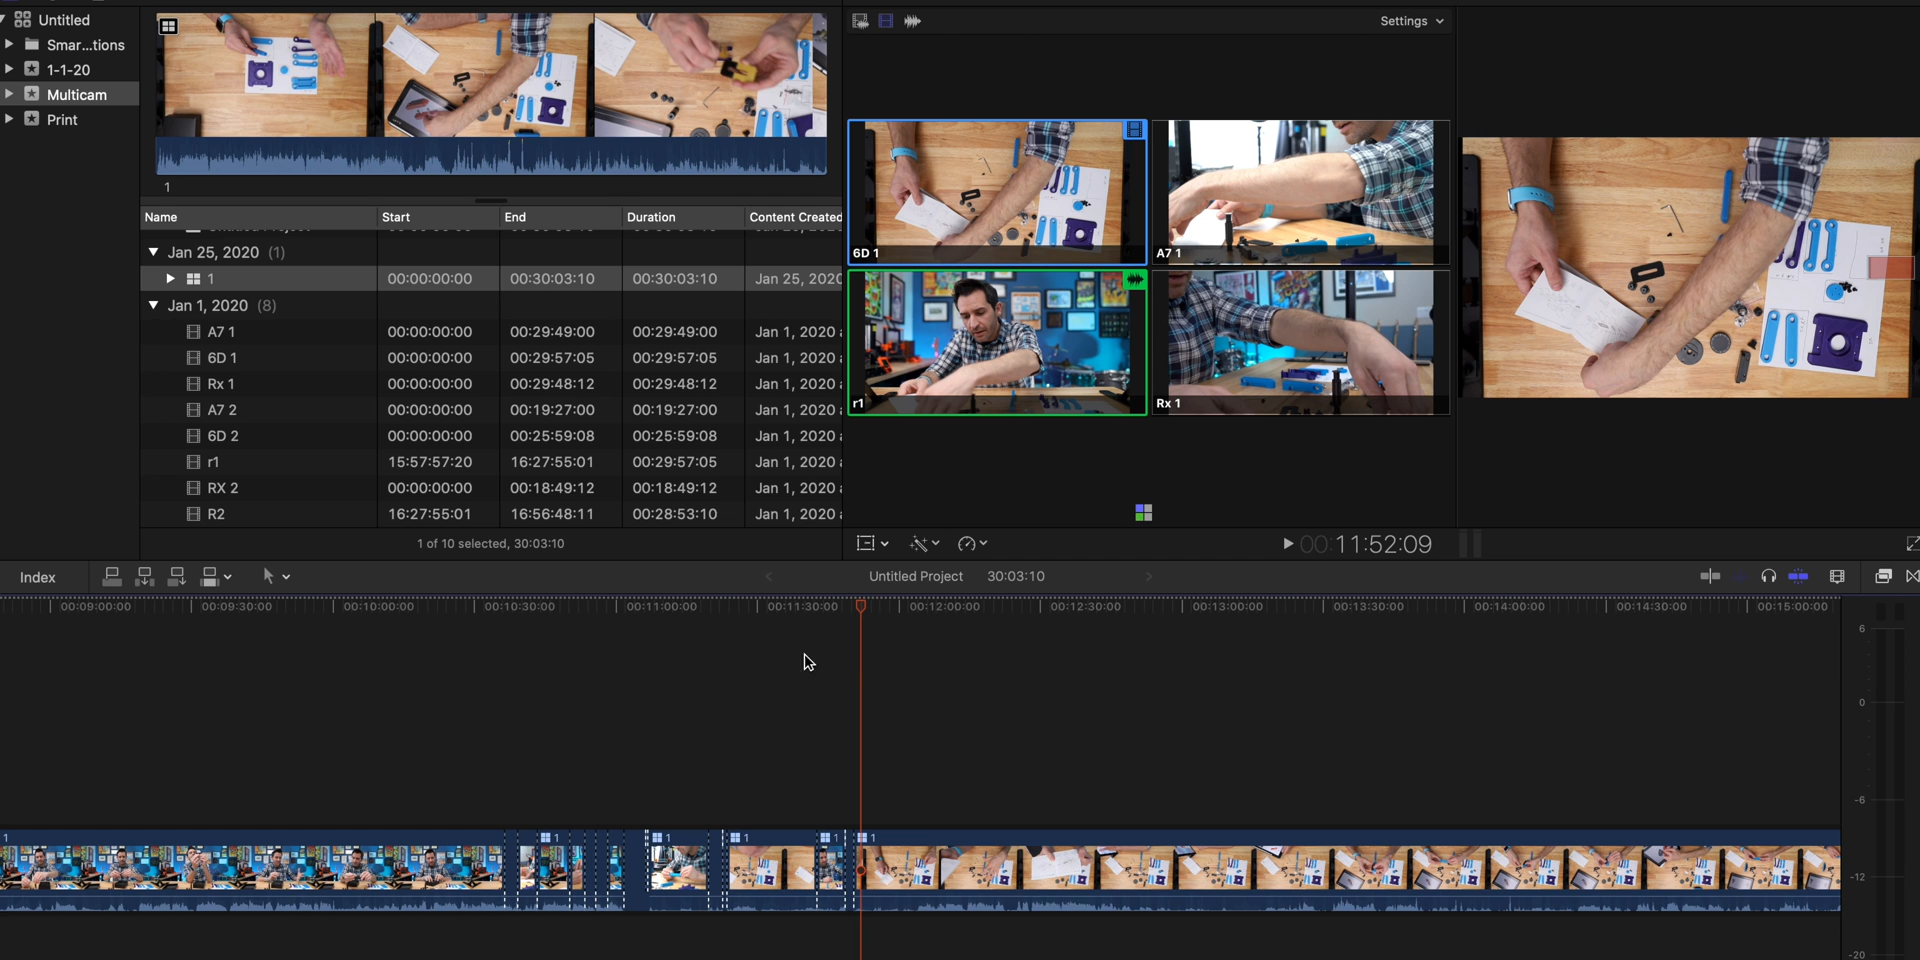 Untitled
Smar...tions
1-1-20
Multicam
Print
1
Name Start End Duration Content Created
Jan 25, 2020 (1)
1 00:00:00:00 00:30:03:10 00:30:03:10 Jan 25, 2020
Jan 1, 2020 (8)
A7 1 00:00:00:00 00:29:49:00 00:29:49:00 Jan 1, 2020
6D 1 00:00:00:00 00:29:57:05 00:29:57:05 Jan 1, 2020
Rx 1 00:00:00:00 00:29:48:12 00:29:48:12 Jan 1, 2020
A7 2 00:00:00:00 00:19:27:00 00:19:27:00 Jan 1, 2020
6D 2 00:00:00:00 00:25:59:08 00:25:59:08 Jan 1, 2020
r1 15:57:57:20 16:27:55:01 00:29:57:05 Jan 1, 2020
RX 2 00:00:00:00 00:18:49:12 00:18:49:12 Jan 1, 2020
R2 16:27:55:01 16:56:48:11 00:28:53:10 Jan 1, 2020
1 of 10 selected, 30:03:10
Settings
6D 1
A7 1
r1
Rx 1
00:11:52:09
Index
Untitled Project 30:03:10
00:09:00:00 00:09:30:00 00:10:00:00 00:10:30:00 00:11:00:00 00:11:30:00 00:12:00:00 00:12:30:00 00:13:00:00 00:13:30:00 00:14:00:00 00:14:30:00 00:15:00:00
6
0
-6
-12
-20
1 1 1 1 1 1